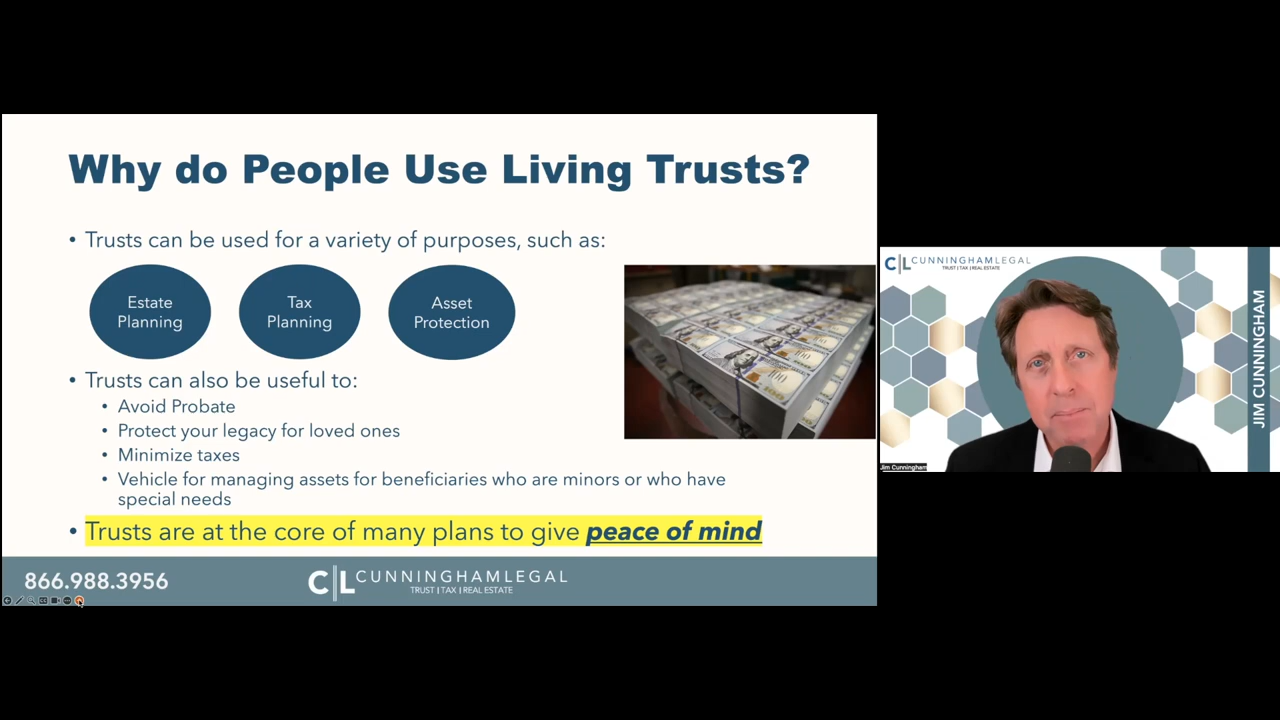 Why do People Use Living Trusts?
• Trusts can be used for a variety of purposes, such as:
Estate
Planning
Tax
Planning
Asset
Protection
• Trusts can also be useful to:
• Avoid Probate
• Protect your legacy for loved ones
• Minimize taxes
• Vehicle for managing assets for beneficiaries who are minors or who have
special needs
• Trusts are at the core of many plans to give peace of mind
866.988.3956
C|L CUNNINGHAMLEGAL
TRUST | TAX | REAL ESTATE
C|L CUNNINGHAMLEGAL
TRUST | TAX | REAL ESTATE
JIM CUNNINGHAM
Jim Cunningham
100